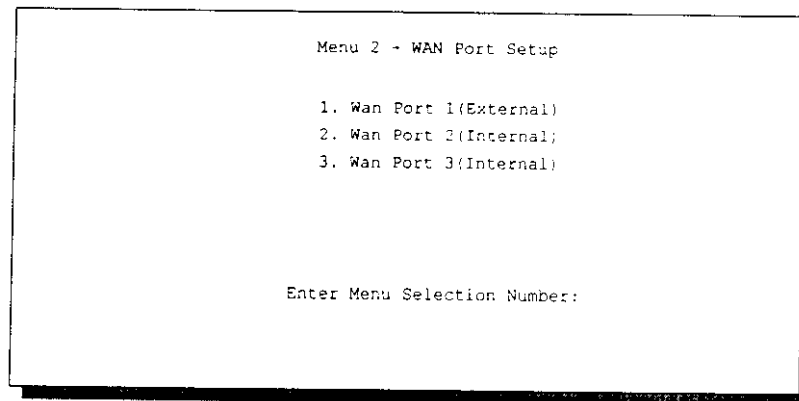 Menu 2 - WAN Port Setup
1. Wan Port 1(External)
2. Wan Port 2(Internal)
3. Wan Port 3(Internal)
Enter Menu Selection Number: